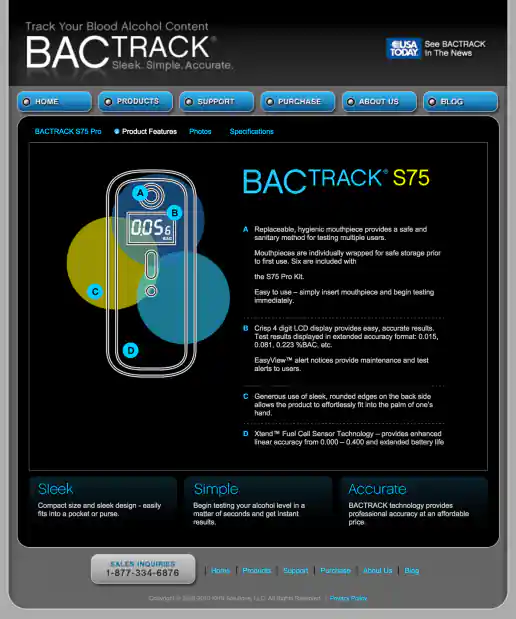 Track Your Blood Alcohol Content
BACTRACK®
Sleek. Simple. Accurate.
USA TODAY
See BACTRACK
In The News
HOME
PRODUCTS
SUPPORT
PURCHASE
ABOUT US
BLOG
BACTRACK S75 Pro
Product Features
Photos
Specifications
BACTRACK® S75
A
B
0.056
%BAC
C
D
A Replaceable, hygienic mouthpiece provides a safe and
sanitary method for testing multiple users.
Mouthpieces are individually wrapped for safe storage prior
to first use. Six are included with
the S75 Pro Kit.
Easy to use – simply insert mouthpiece and begin testing
immediately.
B Crisp 4 digit LCD display provides easy, accurate results.
Test results displayed in extended accuracy format: 0.015,
0.081, 0.223 %BAC, etc.
EasyView™ alert notices provide maintenance and test
alerts to users.
C Generous use of sleek, rounded edges on the back side
allows the product to effortlessly fit into the palm of one's
hand.
D Xtend™ Fuel Cell Sensor Technology – provides enhanced
linear accuracy from 0.000 – 0.400 and extended battery life
Sleek
Compact size and sleek design - easily
fits into a pocket or purse.
Simple
Begin testing your alcohol level in a
matter of seconds and get instant
results.
Accurate
BACTRACK technology provides
professional accuracy at an affordable
price.
SALES INQUIRIES
1-877-334-6876
| Home | Products | Support | Purchase | About Us | Blog
Copyright © 2010 KHN Solutions LLC. All Rights Reserved. | Privacy Policy